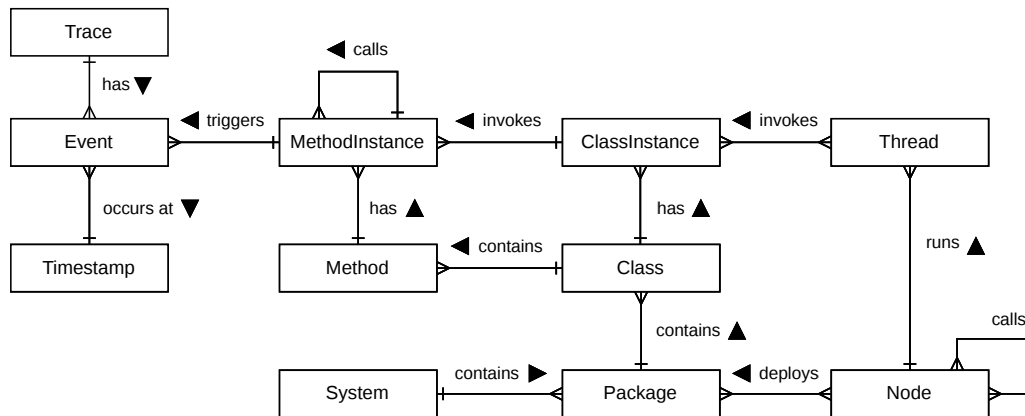 Trace
calls
has
triggers
invokes
invokes
Event
MethodInstance
ClassInstance
Thread
occurs at
has
has
runs
contains
Timestamp
Method
Class
contains
calls
contains
deploys
System
Package
Node